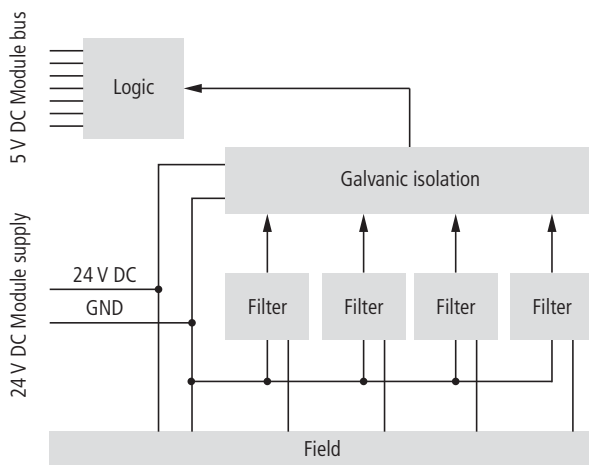 5 V DC Module bus
Logic
Galvanic isolation
24 V DC Module supply
24 V DC
GND
Filter
Filter
Filter
Filter
Field